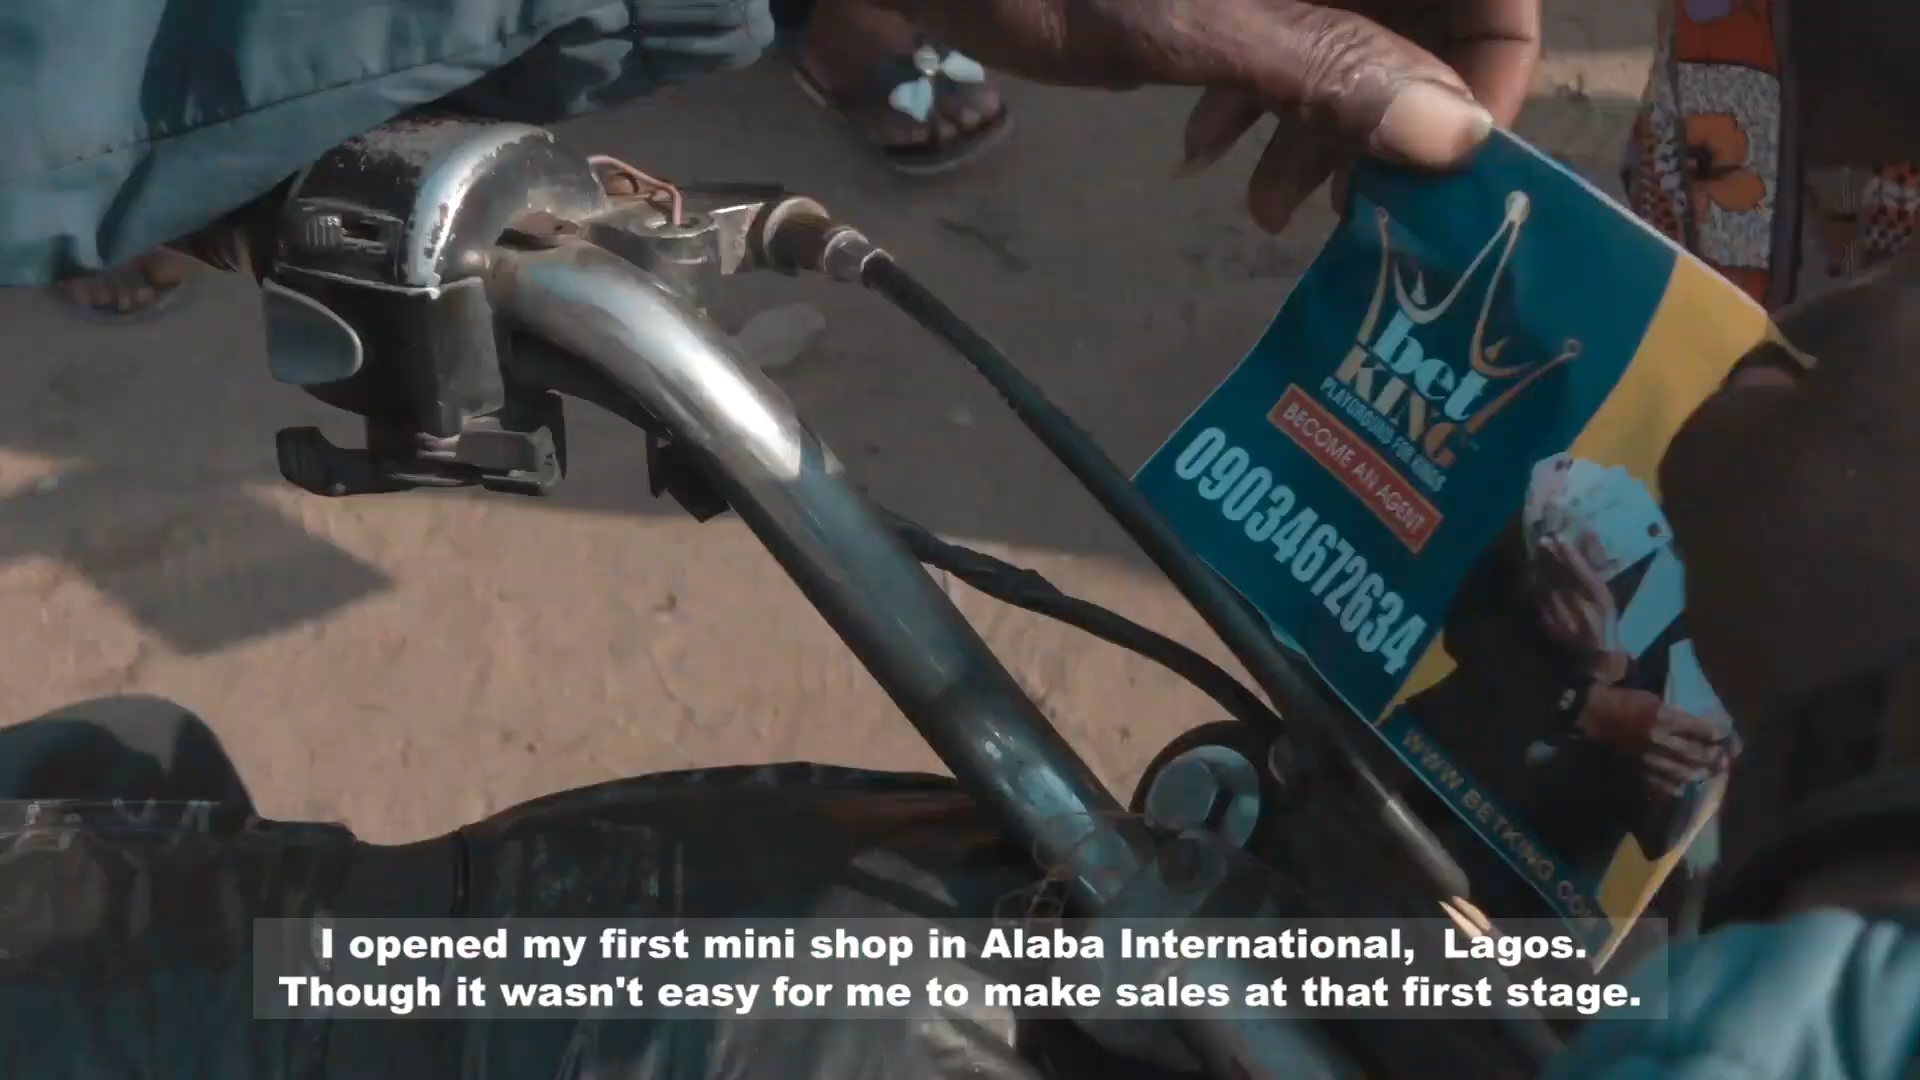 bet
KING
PLAYGROUND FOR KINGS
BECOME AN AGENT
09034672634
WWW.BETKING.COM
I opened my first mini shop in Alaba International, Lagos.
Though it wasn't easy for me to make sales at that first stage.